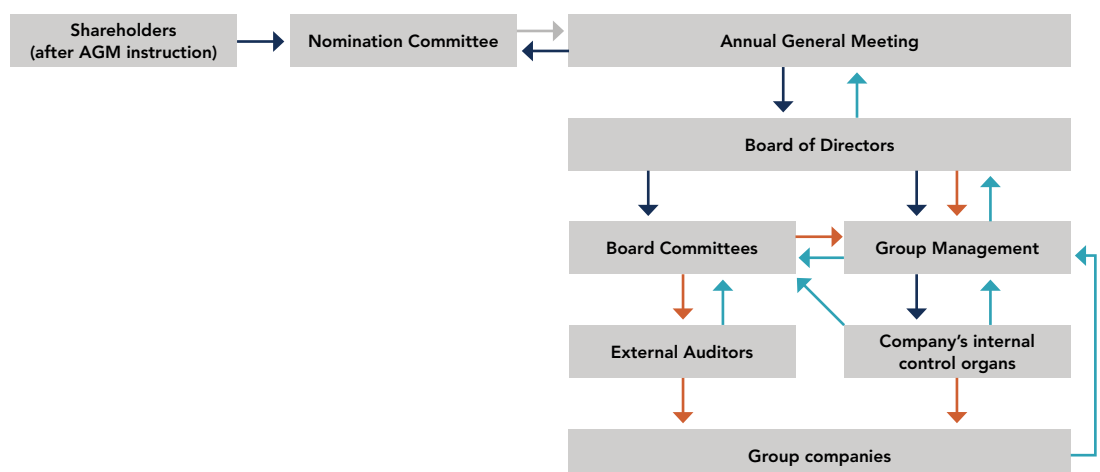 Shareholders
(after AGM instruction)
Nomination Committee
Annual General Meeting
Board of Directors
Board Committees
Group Management
External Auditors
Company’s internal
control organs
Group companies